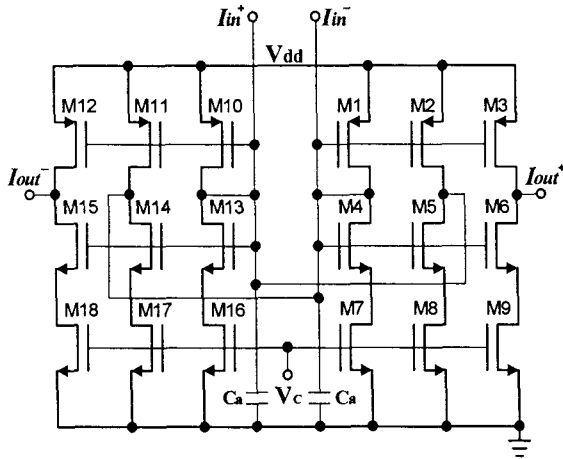 Iin+ Iin-
Vdd
M12 M11 M10 M1 M2 M3
Iout- Iout+
M15 M14 M13 M4 M5 M6
M18 M17 M16 M7 M8 M9
Ca VC Ca